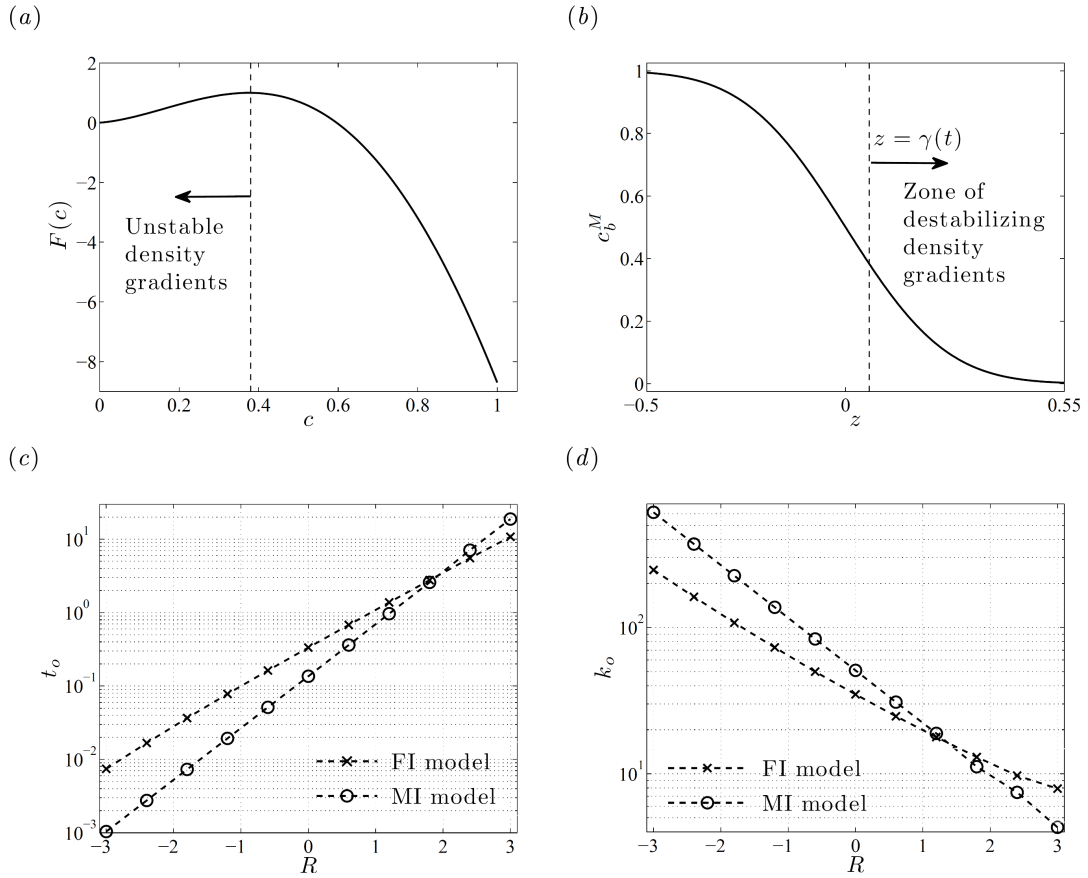 (a)
2
0
−2
−4
−6
−8
F(c)
Unstable
density
gradients
0
0.2
0.4
0.6
0.8
1
c
(b)
1
0.8
0.6
0.4
0.2
0
c_b^M
z = γ(t)
Zone of
destabilizing
density
gradients
−0.5
0
0.55
z
(c)
10^1
10^0
10^−1
10^−2
10^−3
t_o
FI model
MI model
−3
−2
−1
0
1
2
3
R
(d)
10^2
10^1
k_o
FI model
MI model
−3
−2
−1
0
1
2
3
R